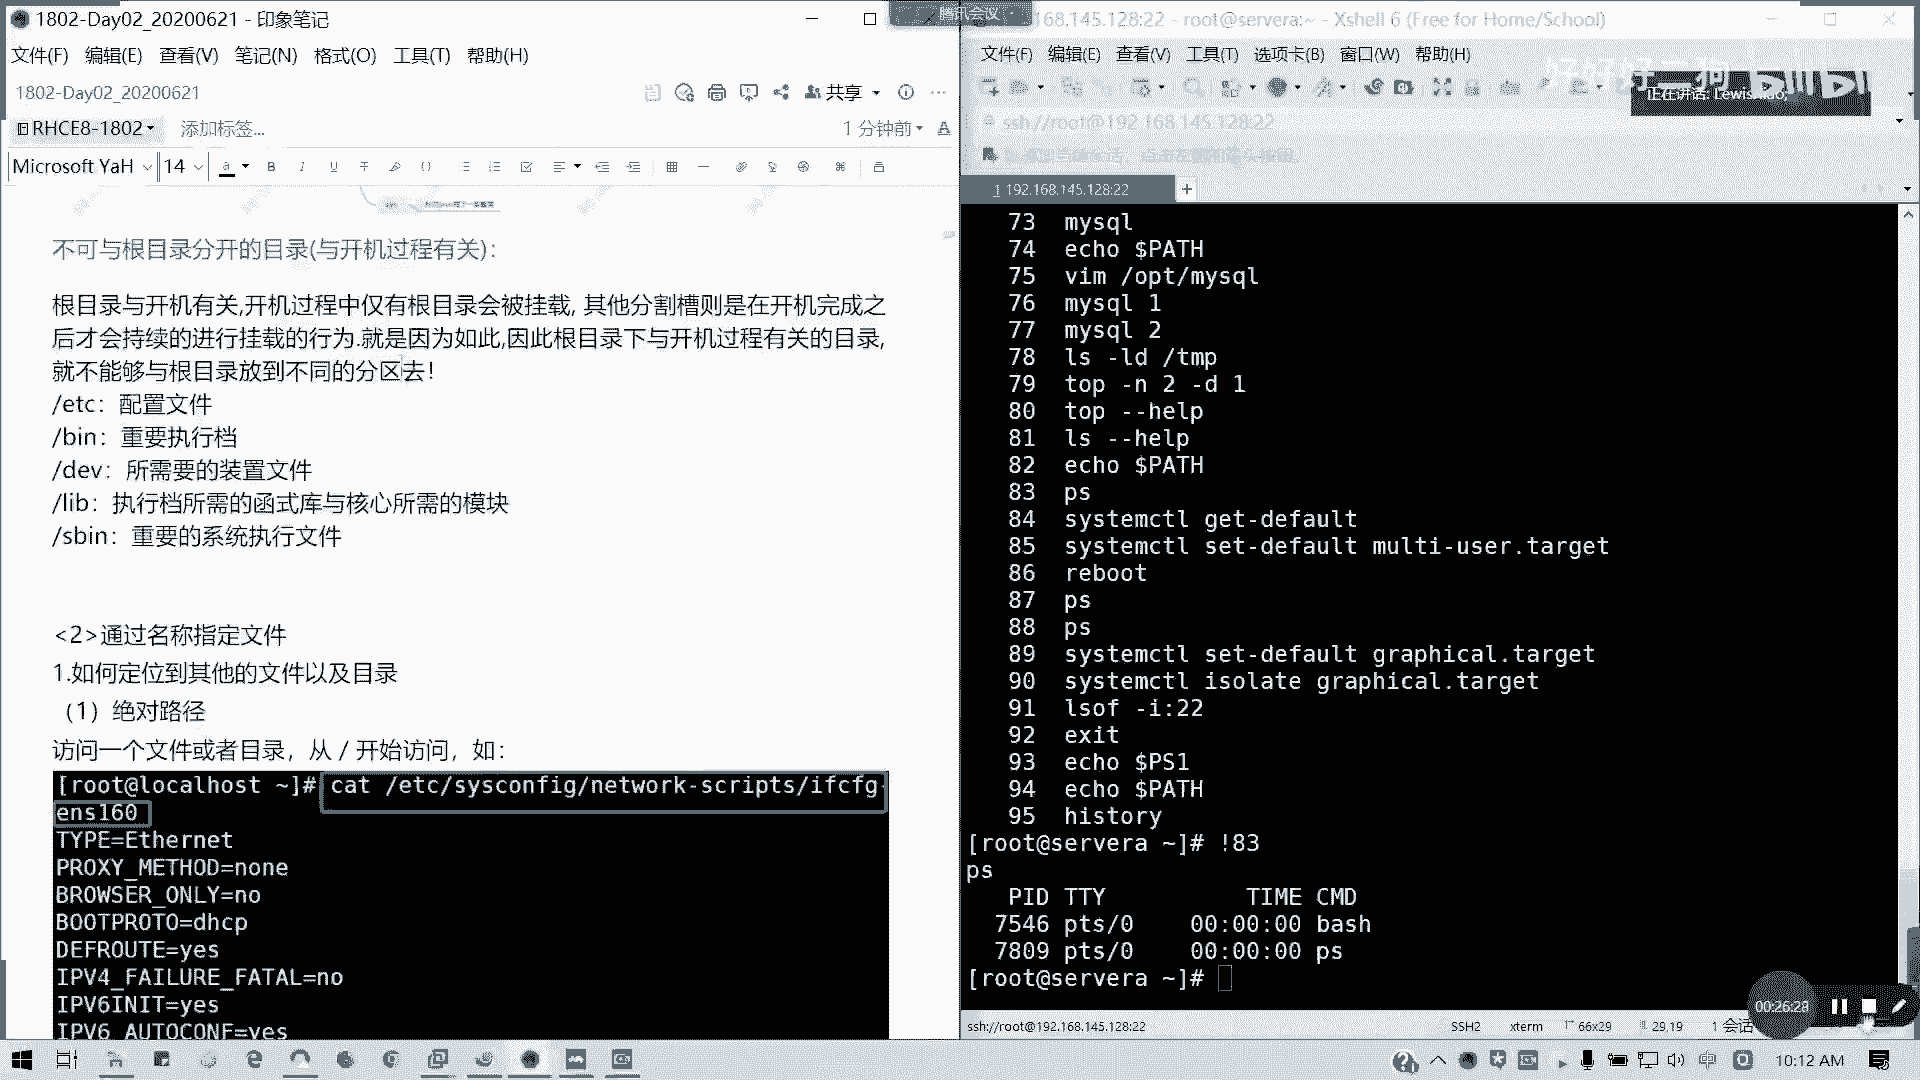 1802-Day02_20200621 - 印象笔记
文件(F) 编辑(E) 查看(V) 笔记(N) 格式(O) 工具(T) 帮助(H)
1802-Day02_20200621
共享
RHCE8-1802 添加标签...
1 分钟前
Microsoft YaH 14
不可与根目录分开的目录(与开机过程有关):
根目录与开机有关,开机过程中仅有根目录会被挂载, 其他分割槽则是在开机完成之
后才会持续的进行挂载的行为.就是因为如此,因此根目录下与开机过程有关的目录,
就不能够与根目录放到不同的分区去!
/etc：配置文件
/bin：重要执行档
/dev：所需要的装置文件
/lib：执行档所需的函式库与核心所需的模块
/sbin：重要的系统执行文件
<2>通过名称指定文件
1.如何定位到其他的文件以及目录
（1）绝对路径
访问一个文件或者目录，从 / 开始访问，如：
[root@localhost ~]# cat /etc/sysconfig/network-scripts/ifcfg-
ens160
TYPE=Ethernet
PROXY_METHOD=none
BROWSER_ONLY=no
BOOTPROTO=dhcp
DEFROUTE=yes
IPV4_FAILURE_FATAL=no
IPV6INIT=yes
IPV6_AUTOCONF=yes
腾讯会议
168.145.128:22 - root@servera:~ - Xshell 6 (Free for Home/School)
文件(F) 编辑(E) 查看(V) 工具(T) 选项卡(B) 窗口(W) 帮助(H)
ssh://root@192.168.145.128:22
1 192.168.145.128:22
73 mysql
74 echo $PATH
75 vim /opt/mysql
76 mysql 1
77 mysql 2
78 ls -ld /tmp
79 top -n 2 -d 1
80 top --help
81 ls --help
82 echo $PATH
83 ps
84 systemctl get-default
85 systemctl set-default multi-user.target
86 reboot
87 ps
88 ps
89 systemctl set-default graphical.target
90 systemctl isolate graphical.target
91 lsof -i:22
92 exit
93 echo $PS1
94 echo $PATH
95 history
[root@servera ~]# !83
ps
PID TTY TIME CMD
7546 pts/0 00:00:00 bash
7809 pts/0 00:00:00 ps
[root@servera ~]#
00:26:28
ssh://root@192.168.145.128:22 SSH2 xterm 66x29 29,19 1 会话
中 10:12 AM